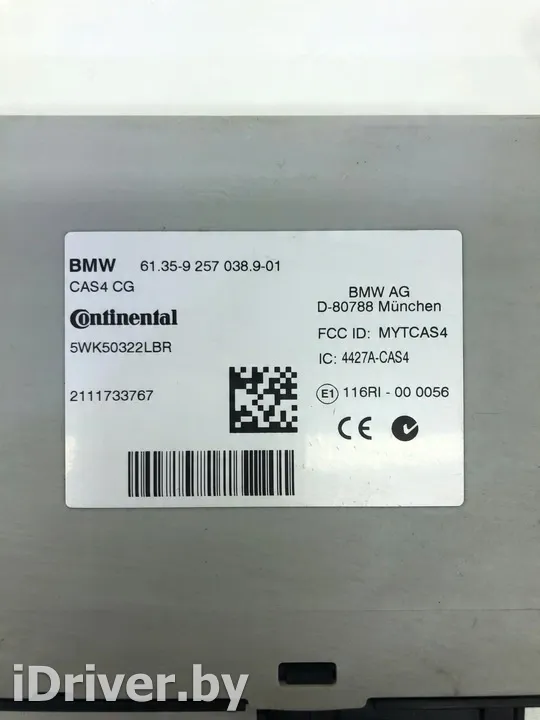 BMW 61.35-9 257 038.9-01
CAS4 CG
Continental
5WK50322LBR
2111733767
BMW AG
D-80788 München
FCC ID: MYTCAS4
IC: 4427A-CAS4
E1 116RI - 00 0056
CE
iDriver.by